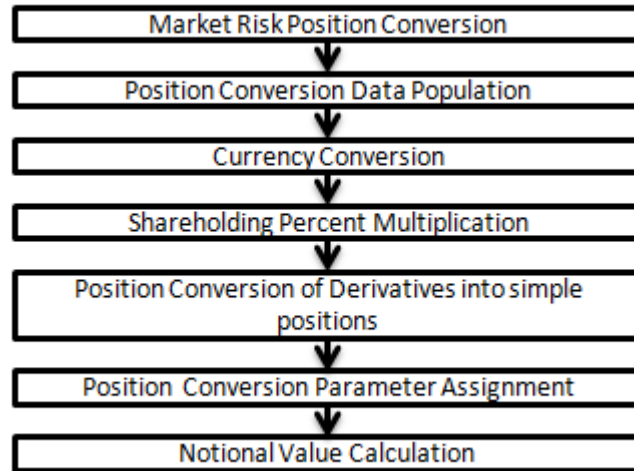 Market Risk Position Conversion
Position Conversion Data Population
Currency Conversion
Shareholding Percent Multiplication
Position Conversion of Derivatives into simple
positions
Position  Conversion Parameter Assignment
Notional Value Calculation